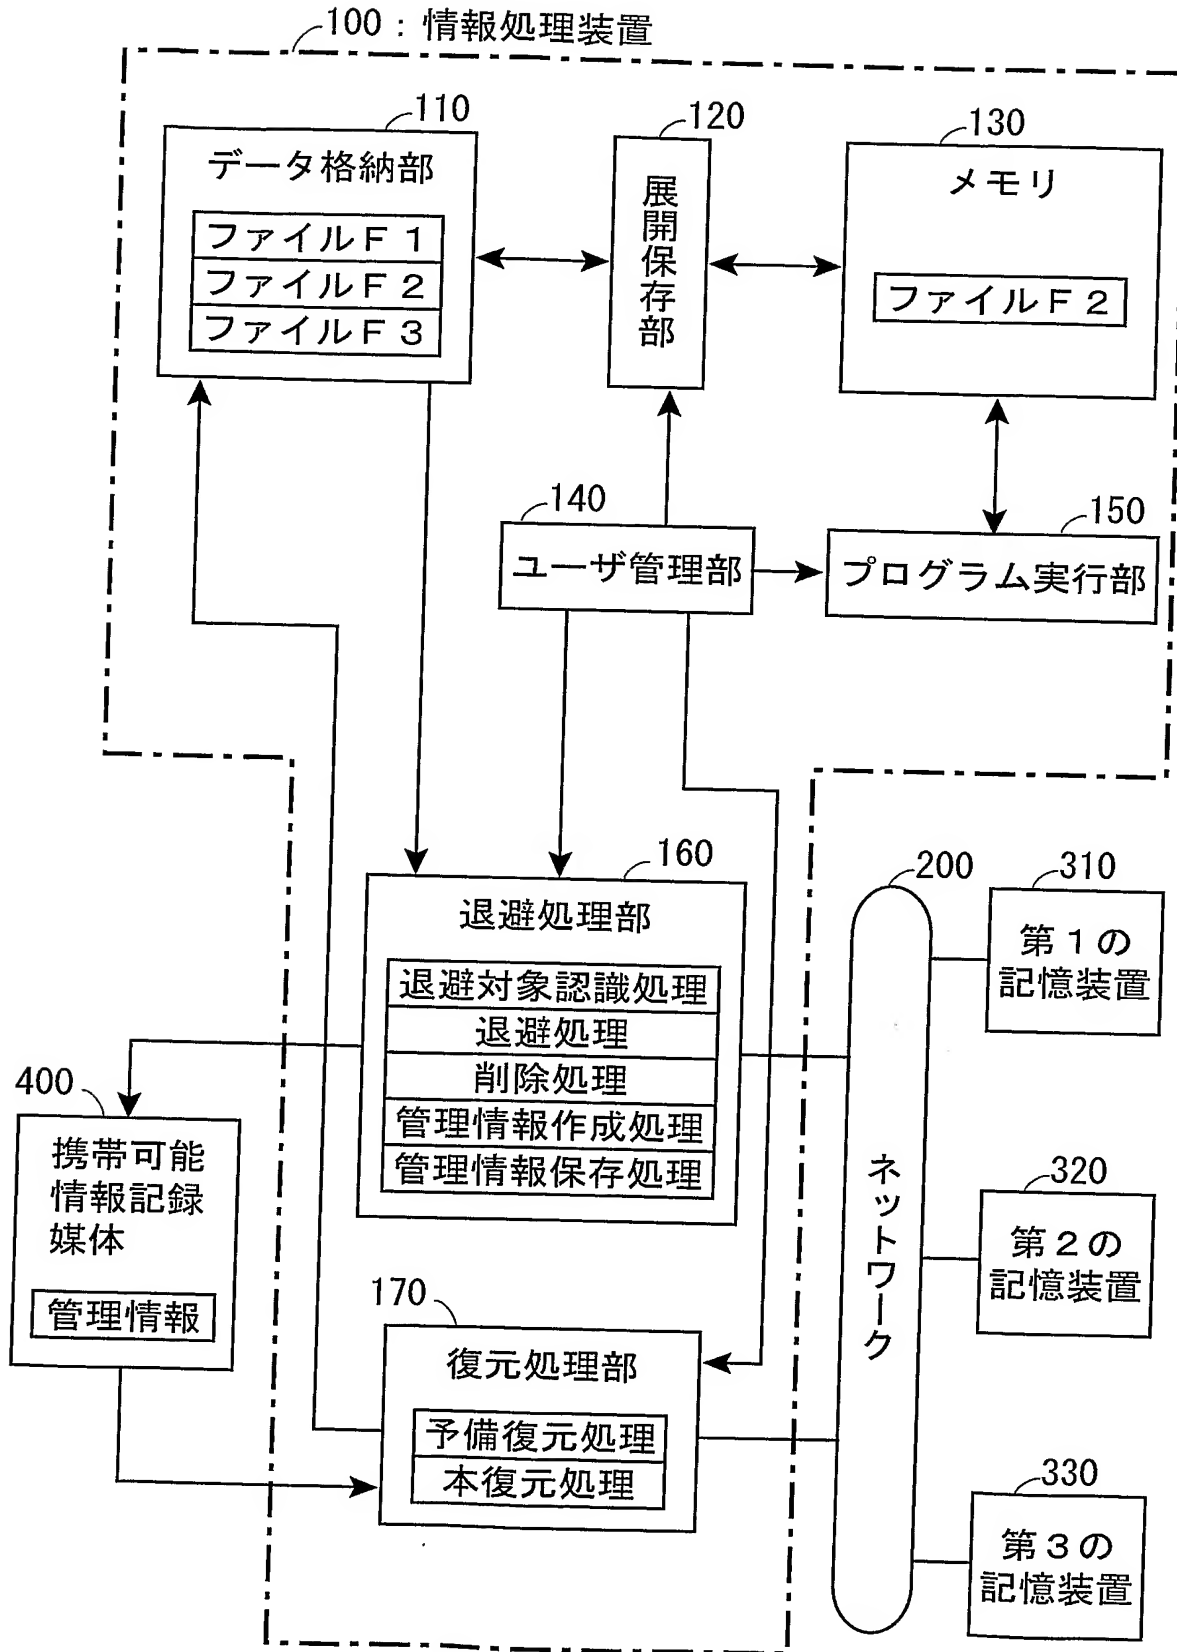 100：情報処理装置
110
データ格納部
ファイルF１
ファイルF２
ファイルF３
120
展開保存部
130
メモリ
ファイルF２
140
ユーザ管理部
150
プログラム実行部
160
退避処理部
退避対象認識処理
退避処理
削除処理
管理情報作成処理
管理情報保存処理
200
ネットワーク
310
第１の
記憶装置
400
携帯可能
情報記録
媒体
管理情報
320
第２の
記憶装置
170
復元処理部
予備復元処理
本復元処理
330
第３の
記憶装置